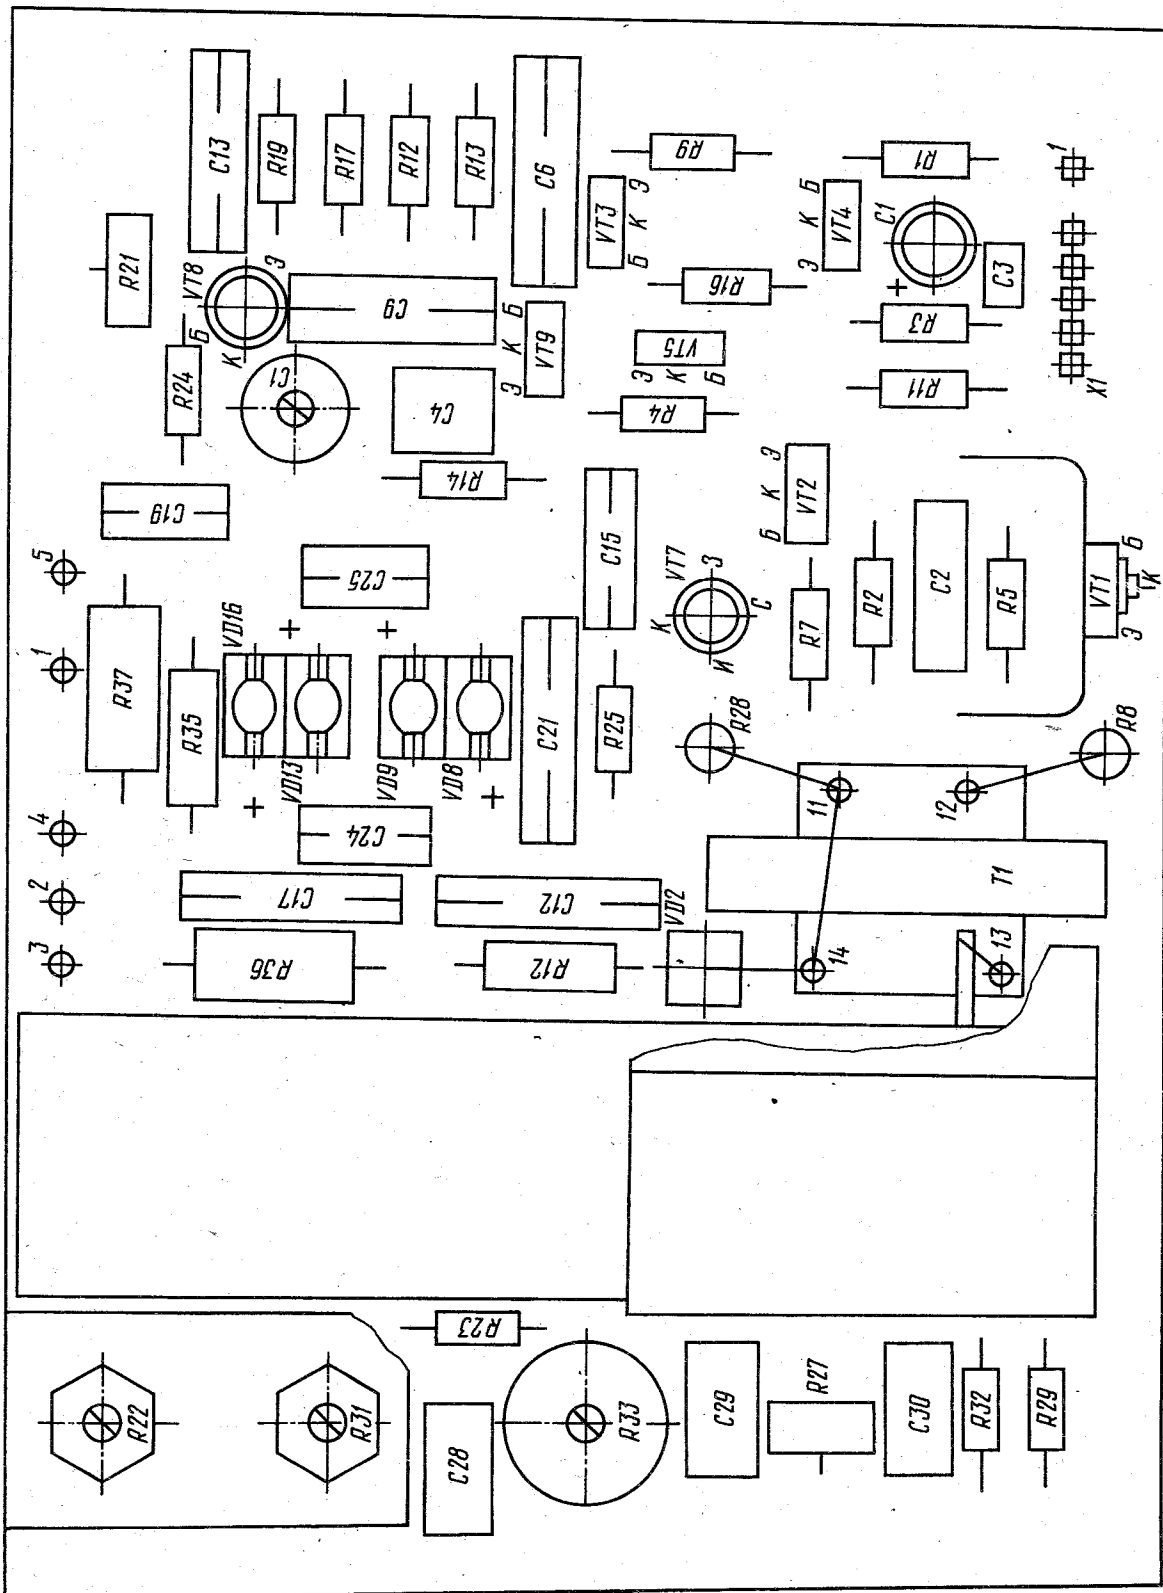 C13
R19
R17
R12
R13
C6
R9
R1
1
R21
VT8
Б
К
Э
VT3
Б К Э
VT4
Э К Б
C1
+
C3
C9
R16
R3
R24
C1
C4
VT9
Э К Б
VT5
Э К Б
R4
R11
X1
R14
C19
C15
VT2
Б К Э
5
C25
VT7
К
З
С
И
R7
R2
C2
R5
VT1
Э
К
Б
1
R37
R35
VD16
+
VD13
+
VD9
+
VD8
+
C21
R25
R28
R8
4
C24
11
12
2
C17
C12
VD2
T1
3
R36
R12
14
13
R23
R22
R31
C28
R33
C29
R27
C30
R32
R29